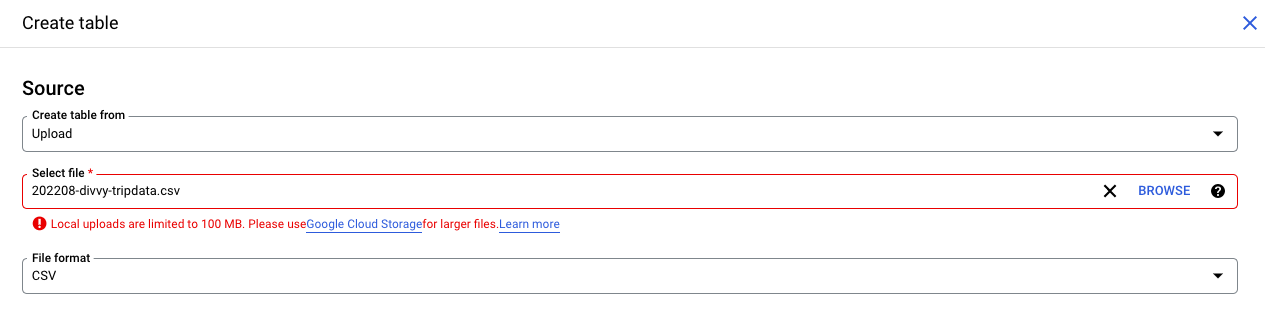 Create table
Source
Create table from
Upload
Select file *
202208-divvy-tripdata.csv
BROWSE
Local uploads are limited to 100 MB. Please useGoogle Cloud Storagefor larger files.Learn more
File format
CSV